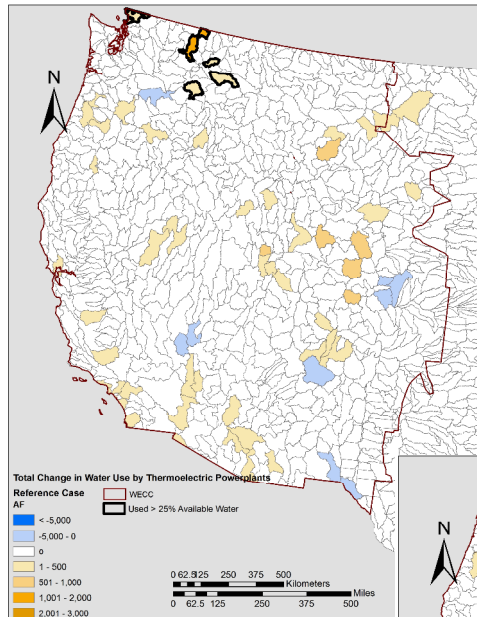 N
Total Change in Water Use by Thermoelectric Powerplants
Reference Case
AF
WECC
Used > 25% Available Water
< -5,000
-5,000 - 0
0
1 - 500
501 - 1,000
1,001 - 2,000
2,001 - 3,000
0 62.5 125 250 375 500
Kilometers
Miles
0 62.5 125 250 375 500
N